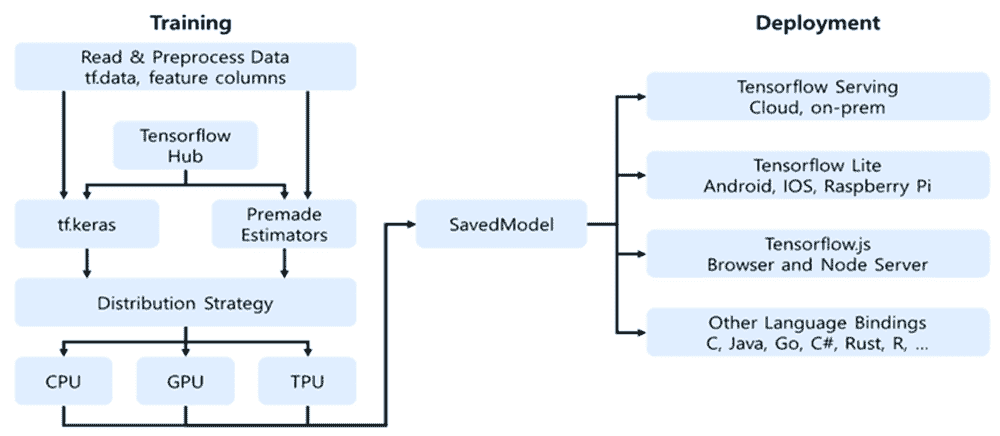 Training
Read & Preprocess Data
tf.data, feature columns
Tensorflow
Hub
tf.keras
Premade
Estimators
Distribution Strategy
CPU
GPU
TPU
SavedModel
Deployment
Tensorflow Serving
Cloud, on-prem
Tensorflow Lite
Android, IOS, Raspberry Pi
Tensorflow.js
Browser and Node Server
Other Language Bindings
C, Java, Go, C#, Rust, R, ...